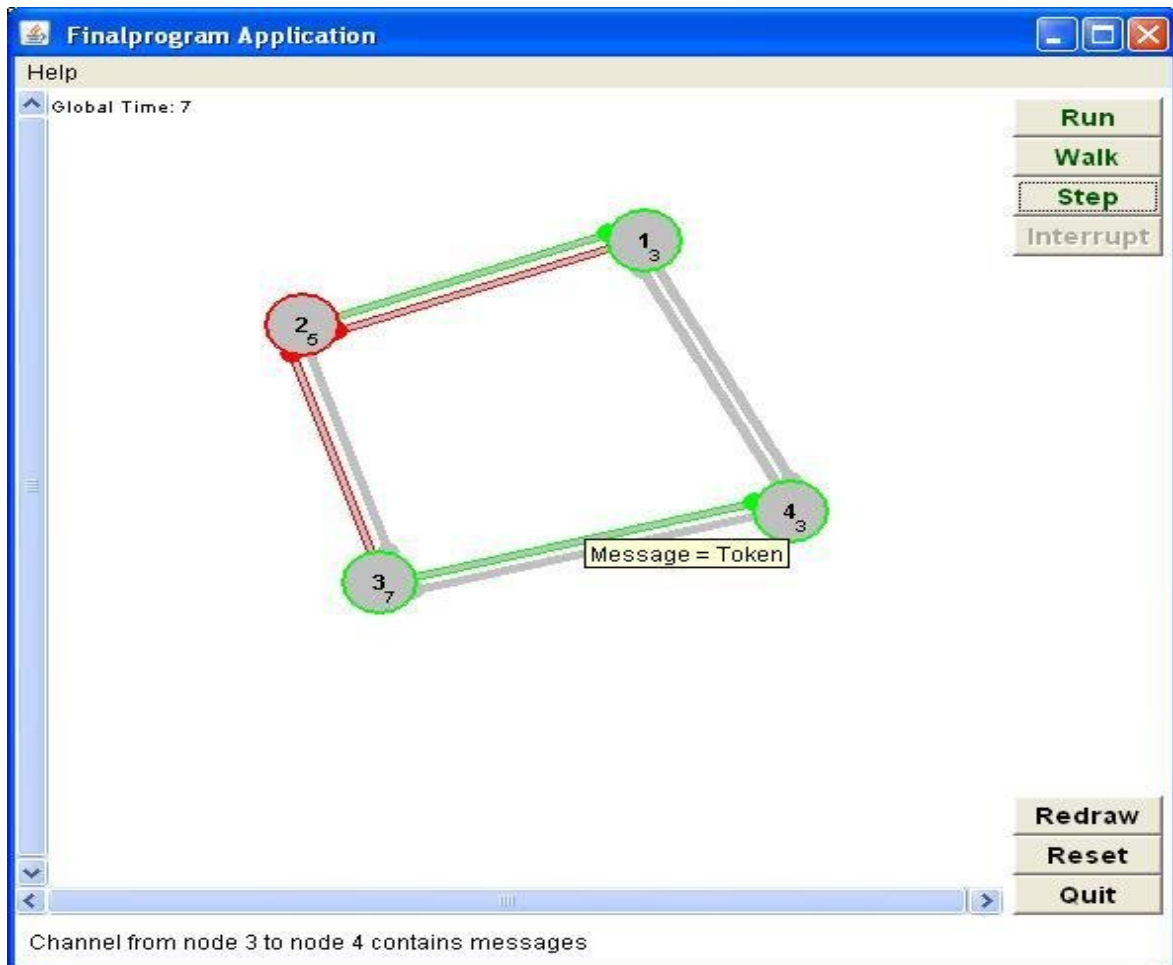 Finalprogram Application
Help
Global Time: 7
Run
Walk
Step
Interrupt
1 3
2 5
4 3
Message = Token
3 7
Redraw
Reset
Quit
Channel from node 3 to node 4 contains messages